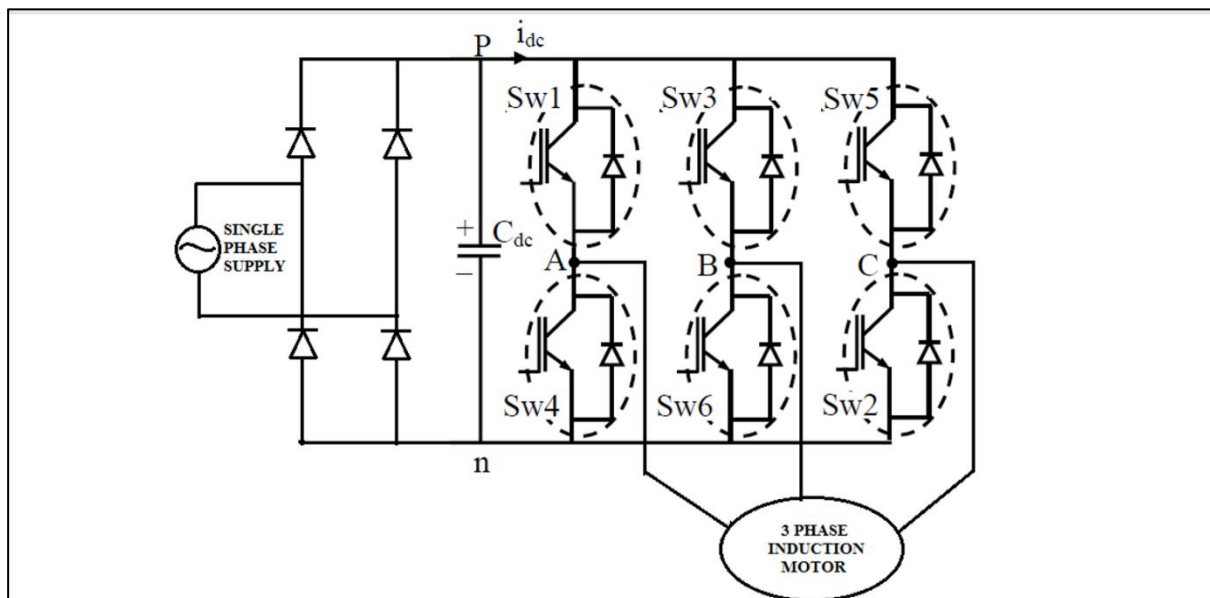 i_dc
P
Sw1
Sw3
Sw5
SINGLE
PHASE
SUPPLY
+
C_dc
−
A
B
C
Sw4
Sw6
Sw2
n
3 PHASE
INDUCTION
MOTOR